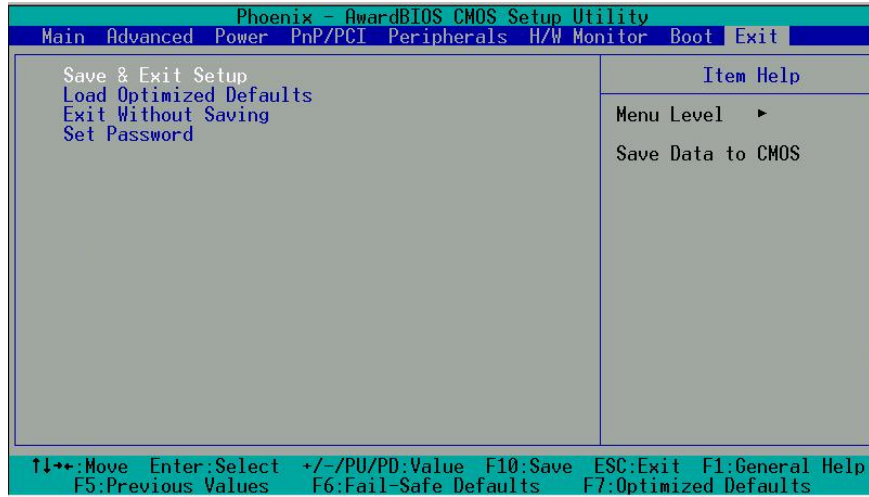 Phoenix - AwardBIOS CMOS Setup Utility
Main Advanced Power PnP/PCI Peripherals H/W Monitor Boot Exit
Save & Exit Setup
Load Optimized Defaults
Exit Without Saving
Set Password
Item Help
Menu Level ►
Save Data to CMOS
↑↓→←:Move Enter:Select +/-/PU/PD:Value F10:Save ESC:Exit F1:General Help
F5:Previous Values F6:Fail-Safe Defaults F7:Optimized Defaults